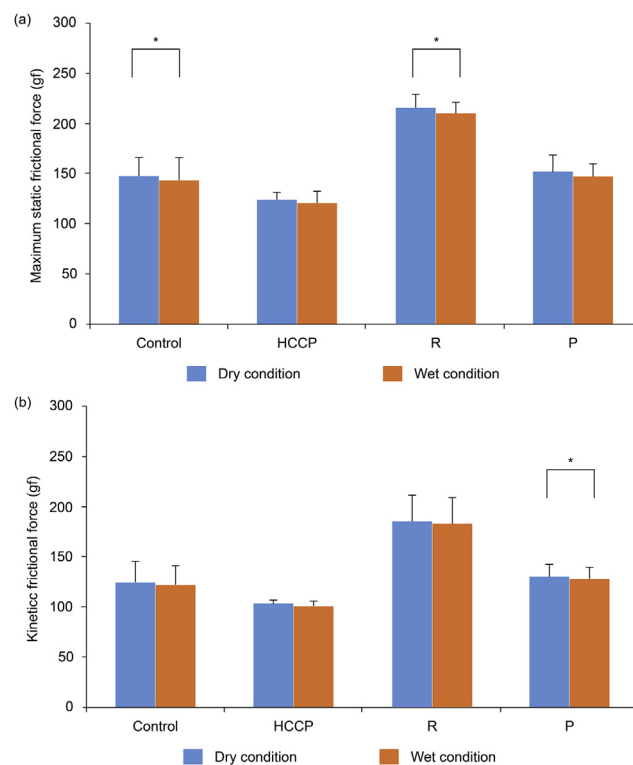 (a)
Maximum static frictional force (gf)
300
250
200
150
100
50
0
*
*
Control HCCP R P
Dry condition Wet condition
(b)
Kineticc frictional force (gf)
300
250
200
150
100
50
0
*
Control HCCP R P
Dry condition Wet condition